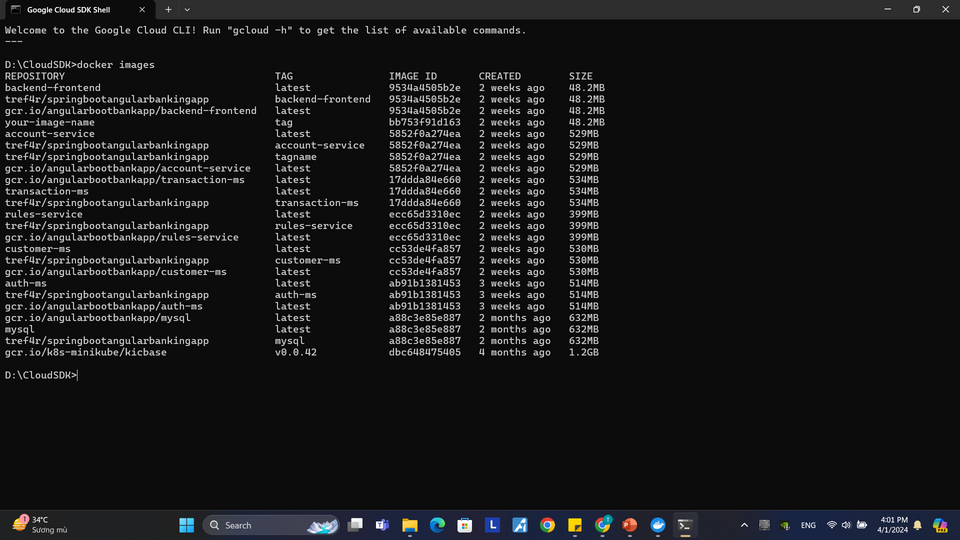 Google Cloud SDK Shell
Welcome to the Google Cloud CLI! Run "gcloud -h" to get the list of available commands.
---
D:\CloudSDK>docker images
REPOSITORY TAG IMAGE ID CREATED SIZE
backend-frontend latest 9534a4505b2e 2 weeks ago 48.2MB
tref4r/springbootangularbankingapp backend-frontend 9534a4505b2e 2 weeks ago 48.2MB
gcr.io/angularbootbankapp/backend-frontend latest 9534a4505b2e 2 weeks ago 48.2MB
your-image-name tag bb753f91d163 2 weeks ago 48.2MB
account-service latest 5852f0a274ea 2 weeks ago 529MB
tref4r/springbootangularbankingapp account-service 5852f0a274ea 2 weeks ago 529MB
tref4r/springbootangularbankingapp tagname 5852f0a274ea 2 weeks ago 529MB
gcr.io/angularbootbankapp/account-service latest 5852f0a274ea 2 weeks ago 529MB
gcr.io/angularbootbankapp/transaction-ms latest 17ddda84e660 2 weeks ago 534MB
transaction-ms latest 17ddda84e660 2 weeks ago 534MB
tref4r/springbootangularbankingapp transaction-ms 17ddda84e660 2 weeks ago 534MB
rules-service latest ecc65d3310ec 2 weeks ago 399MB
tref4r/springbootangularbankingapp rules-service ecc65d3310ec 2 weeks ago 399MB
gcr.io/angularbootbankapp/rules-service latest ecc65d3310ec 2 weeks ago 399MB
customer-ms latest cc53de4fa857 2 weeks ago 530MB
tref4r/springbootangularbankingapp customer-ms cc53de4fa857 2 weeks ago 530MB
gcr.io/angularbootbankapp/customer-ms latest cc53de4fa857 2 weeks ago 530MB
auth-ms latest ab91b1381453 3 weeks ago 514MB
tref4r/springbootangularbankingapp auth-ms ab91b1381453 3 weeks ago 514MB
gcr.io/angularbootbankapp/auth-ms latest ab91b1381453 3 weeks ago 514MB
gcr.io/angularbootbankapp/mysql latest a88c3e85e887 2 months ago 632MB
mysql latest a88c3e85e887 2 months ago 632MB
tref4r/springbootangularbankingapp mysql a88c3e85e887 2 months ago 632MB
gcr.io/k8s-minikube/kicbase v0.0.42 dbc648475405 4 months ago 1.2GB
D:\CloudSDK>
1
34°C
Sương mù
Search
L
ENG
4:01 PM
4/1/2024